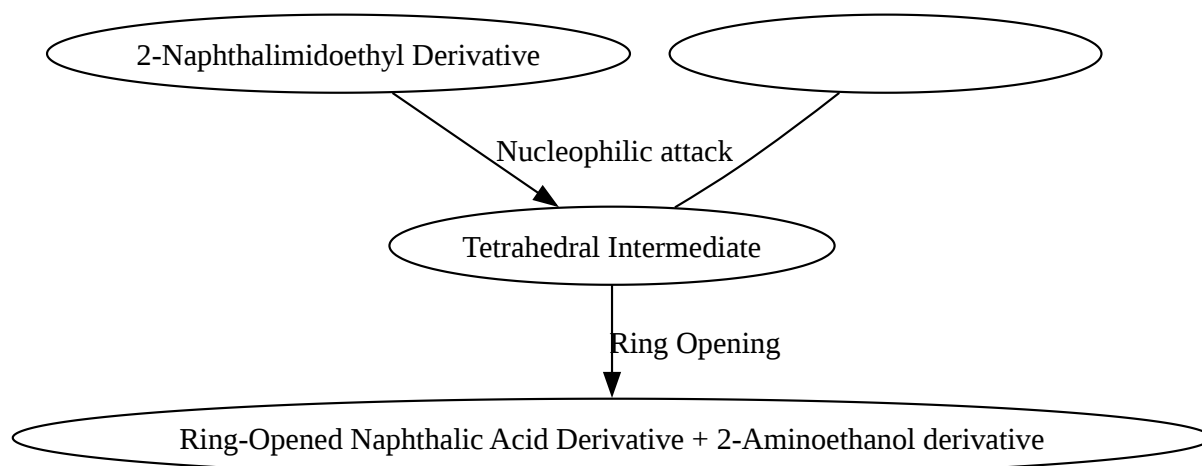 2-Naphthalimidoethyl Derivative
Nucleophilic attack
Tetrahedral Intermediate
Ring Opening
Ring-Opened Naphthalic Acid Derivative + 2-Aminoethanol derivative